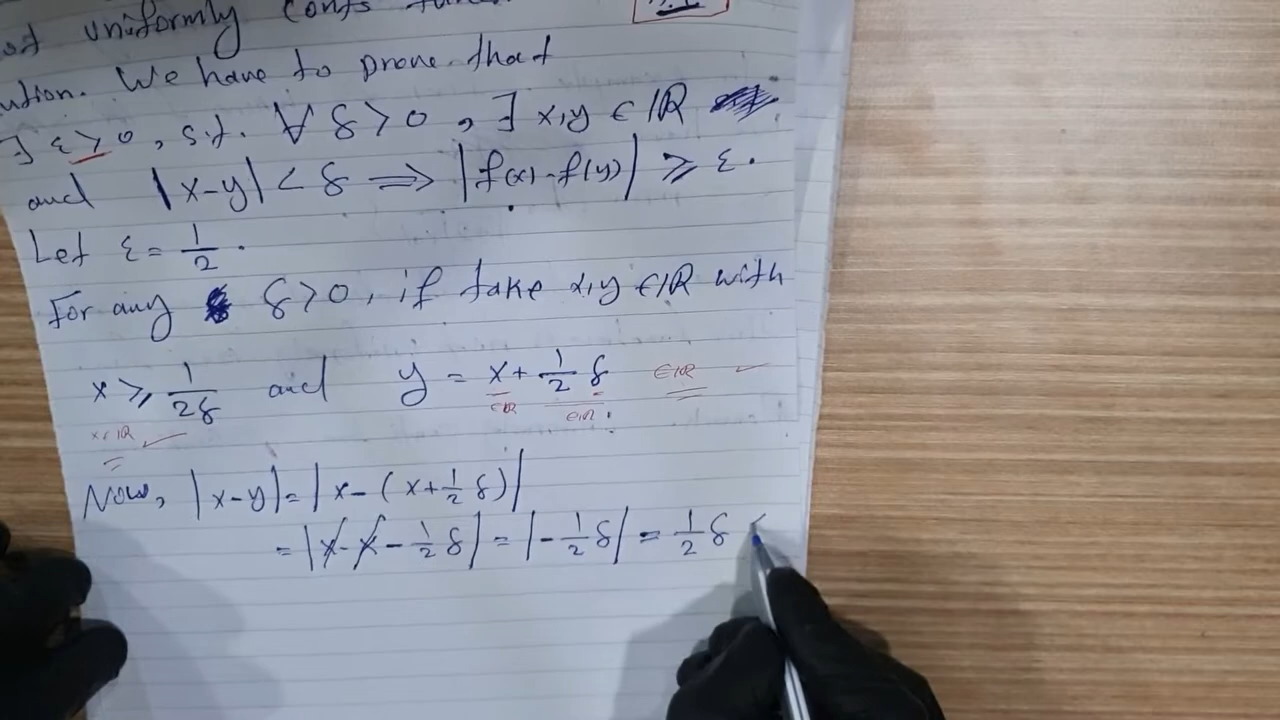 uniformly conts
ution. We have to prove that
∃ ε > 0, s.t. ∀ δ > 0, ∃ x,y ∈ ℝ
and |x-y| < δ ⟹ |f(x)-f(y)| ⩾ ε.
Let ε = 1/2.
For any δ > 0, if take x,y ∈ ℝ with
x ⩾ 1/2δ and y = x + 1/2 δ ∈ℝ ✓
x∈ℝ ✓ ∈ℝ ∈ℝ
Now, |x-y| = |x-(x+1/2 δ)|
= |x-x-1/2 δ| = |-1/2 δ| = 1/2 δ <